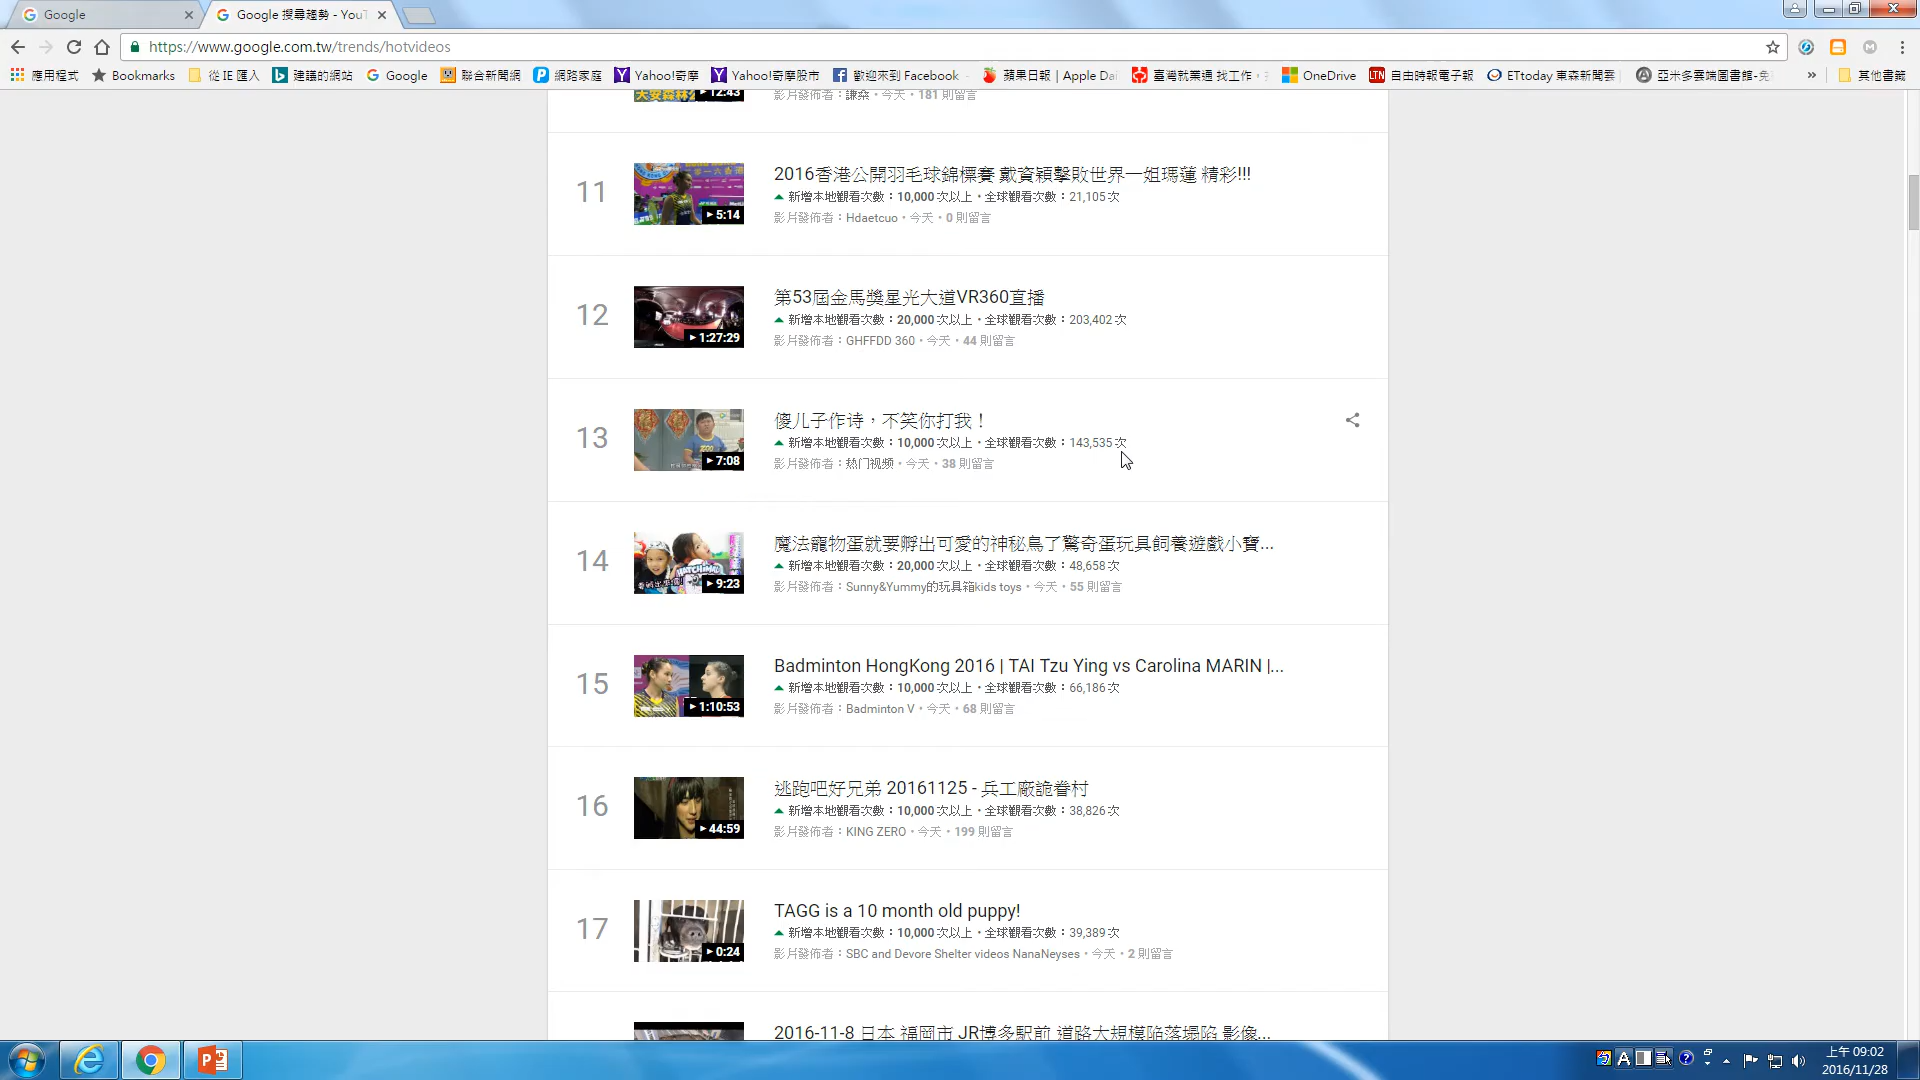 Google
Google 搜尋趨勢 - YouT
https://www.google.com.tw/trends/hotvideos
應用程式 Bookmarks 從 IE 匯入 建議的網站 Google 聯合新聞網 網路家庭 Yahoo!奇摩 Yahoo!奇摩股市 歡迎來到 Facebook 蘋果日報 | Apple Dai 臺灣就業通 找工作， OneDrive 自由時報電子報 ETtoday 東森新聞雲 亞米多雲端圖書館-免 » 其他書籤
12:43
影片發佈者：謙桑・今天・181 則留言
11
5:14
2016香港公開羽毛球錦標賽 戴資穎擊敗世界一姐瑪蓮 精彩!!!
新增本地觀看次數：10,000 次以上・全球觀看次數：21,105 次
影片發佈者：Hdaetcuo・今天・0 則留言
12
1:27:29
第53屆金馬獎星光大道VR360直播
新增本地觀看次數：20,000 次以上・全球觀看次數：203,402 次
影片發佈者：GHFFDD 360・今天・44 則留言
13
7:08
傻儿子作诗，不笑你打我！
新增本地觀看次數：10,000 次以上・全球觀看次數：143,535 次
影片發佈者：热门视频・今天・38 則留言
14
9:23
魔法寵物蛋就要孵出可愛的神秘鳥了驚奇蛋玩具飼養遊戲小寶...
新增本地觀看次數：20,000 次以上・全球觀看次數：48,658 次
影片發佈者：Sunny&Yummy的玩具箱kids toys・今天・55 則留言
15
1:10:53
Badminton HongKong 2016 | TAI Tzu Ying vs Carolina MARIN |...
新增本地觀看次數：10,000 次以上・全球觀看次數：66,186 次
影片發佈者：Badminton V・今天・68 則留言
16
44:59
逃跑吧好兄弟 20161125 - 兵工廠詭眷村
新增本地觀看次數：10,000 次以上・全球觀看次數：38,826 次
影片發佈者：KING ZERO・今天・199 則留言
17
0:24
TAGG is a 10 month old puppy!
新增本地觀看次數：10,000 次以上・全球觀看次數：39,389 次
影片發佈者：SBC and Devore Shelter videos NanaNeyses・今天・2 則留言
2016-11-8 日本 福岡市 JR博多駅前 道路大規模陥落場陥 影像...
上午 09:02
2016/11/28